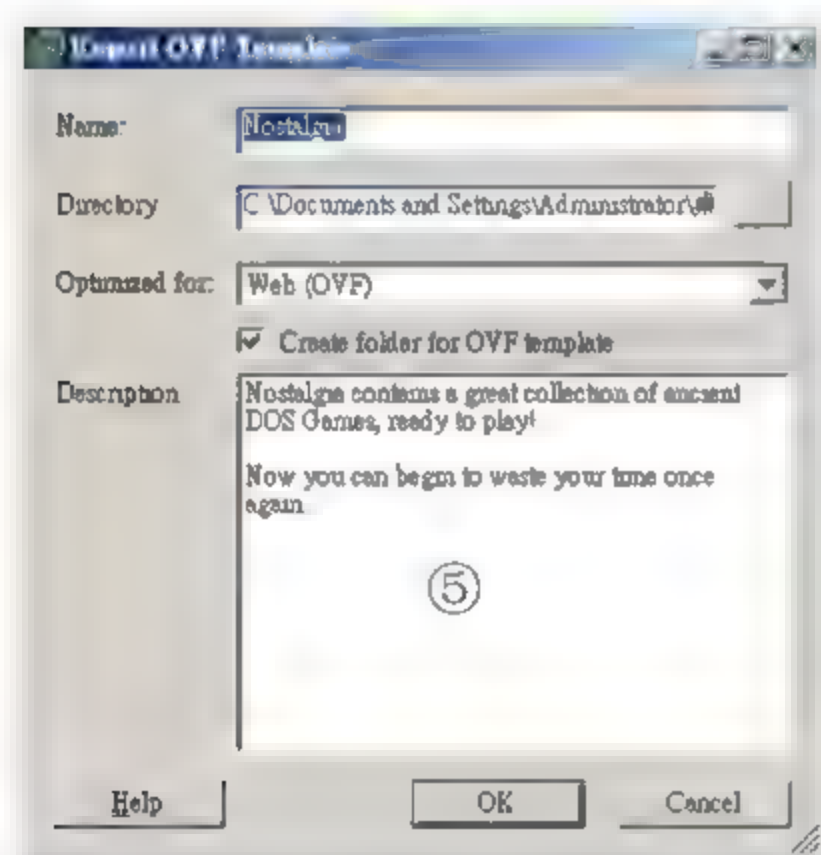 Export OVF Template
Name: Nostalgia
Directory C:\Documents and Settings\Administrator\
Optimized for: Web (OVF)
Create folder for OVF template
Description Nostalgia contains a great collection of ancient
DOS Games, ready to play!
Now you can begin to waste your time once
again
⑤
Help OK Cancel